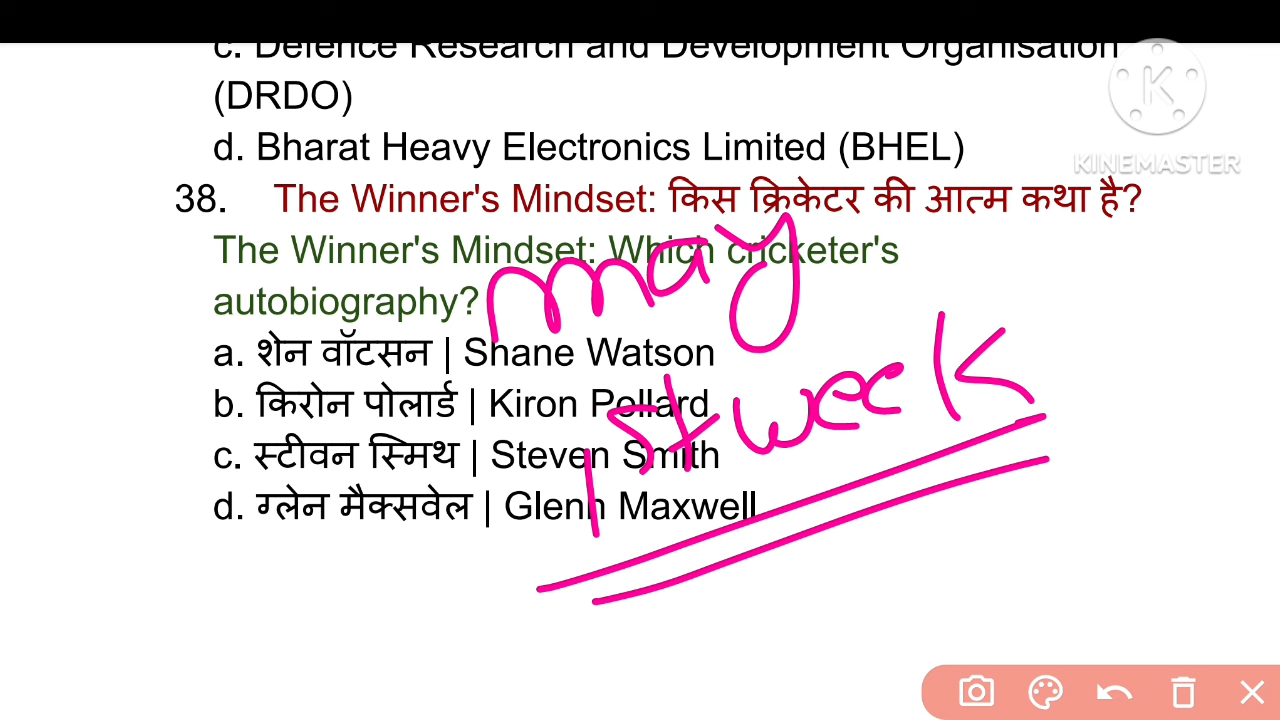 c. Defence Research and Development Organisation
(DRDO)
d. Bharat Heavy Electronics Limited (BHEL)
KINEMASTER
38. The Winner's Mindset: किस क्रिकेटर की आत्म कथा है?
The Winner's Mindset: Which cricketer's
autobiography?
may
a. शेन वॉटसन | Shane Watson
b. किरोन पोलार्ड | Kiron Pollard
1st week
c. स्टीवन स्मिथ | Steven Smith
d. ग्लेन मैक्सवेल | Glenn Maxwell